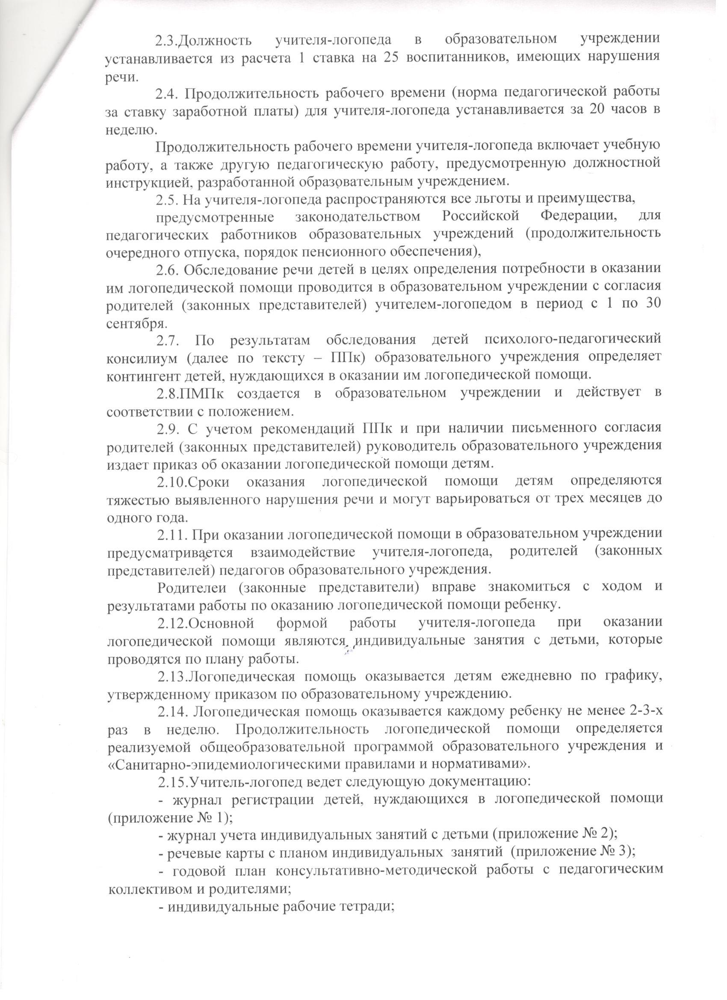 2.3.Должность учителя-логопеда в образовательном учреждении
устанавливается из расчета 1 ставка на 25 воспитанников, имеющих нарушения
речи.
2.4. Продолжительность рабочего времени (норма педагогической работы
за ставку заработной платы) для учителя-логопеда устанавливается за 20 часов в
неделю.
Продолжительность рабочего времени учителя-логопеда включает учебную
работу, а также другую педагогическую работу, предусмотренную должностной
инструкцией, разработанной образовательным учреждением.
2.5. На учителя-логопеда распространяются все льготы и преимущества,
предусмотренные законодательством Российской Федерации, для
педагогических работников образовательных учреждений (продолжительность
очередного отпуска, порядок пенсионного обеспечения),
2.6. Обследование речи детей в целях определения потребности в оказании
им логопедической помощи проводится в образовательном учреждении с согласия
родителей (законных представителей) учителем-логопедом в период с 1 по 30
сентября.
2.7. По результатам обследования детей психолого-педагогический
консилиум (далее по тексту – ППк) образовательного учреждения определяет
контингент детей, нуждающихся в оказании им логопедической помощи.
2.8.ПМПк создается в образовательном учреждении и действует в
соответствии с положением.
2.9. С учетом рекомендаций ППк и при наличии письменного согласия
родителей (законных представителей) руководитель образовательного учреждения
издает приказ об оказании логопедической помощи детям.
2.10.Сроки оказания логопедической помощи детям определяются
тяжестью выявленного нарушения речи и могут варьироваться от трех месяцев до
одного года.
2.11. При оказании логопедической помощи в образовательном учреждении
предусматривается взаимодействие учителя-логопеда, родителей (законных
представителей) педагогов образовательного учреждения.
Родителеи (законные представители) вправе знакомиться с ходом и
результатами работы по оказанию логопедической помощи ребенку.
2.12.Основной формой работы учителя-логопеда при оказании
логопедической помощи являются индивидуальные занятия с детьми, которые
проводятся по плану работы.
2.13.Логопедическая помощь оказывается детям ежедневно по графику,
утвержденному приказом по образовательному учреждению.
2.14. Логопедическая помощь оказывается каждому ребенку не менее 2-3-х
раз в неделю. Продолжительность логопедической помощи определяется
реализуемой общеобразовательной программой образовательного учреждения и
«Санитарно-эпидемиологическими правилами и нормативами».
2.15.Учитель-логопед ведет следующую документацию:
- журнал регистрации детей, нуждающихся в логопедической помощи
(приложение № 1);
- журнал учета индивидуальных занятий с детьми (приложение № 2);
- речевые карты с планом индивидуальных занятий (приложение № 3);
- годовой план консультативно-методической работы с педагогическим
коллективом и родителями;
- индивидуальные рабочие тетради;